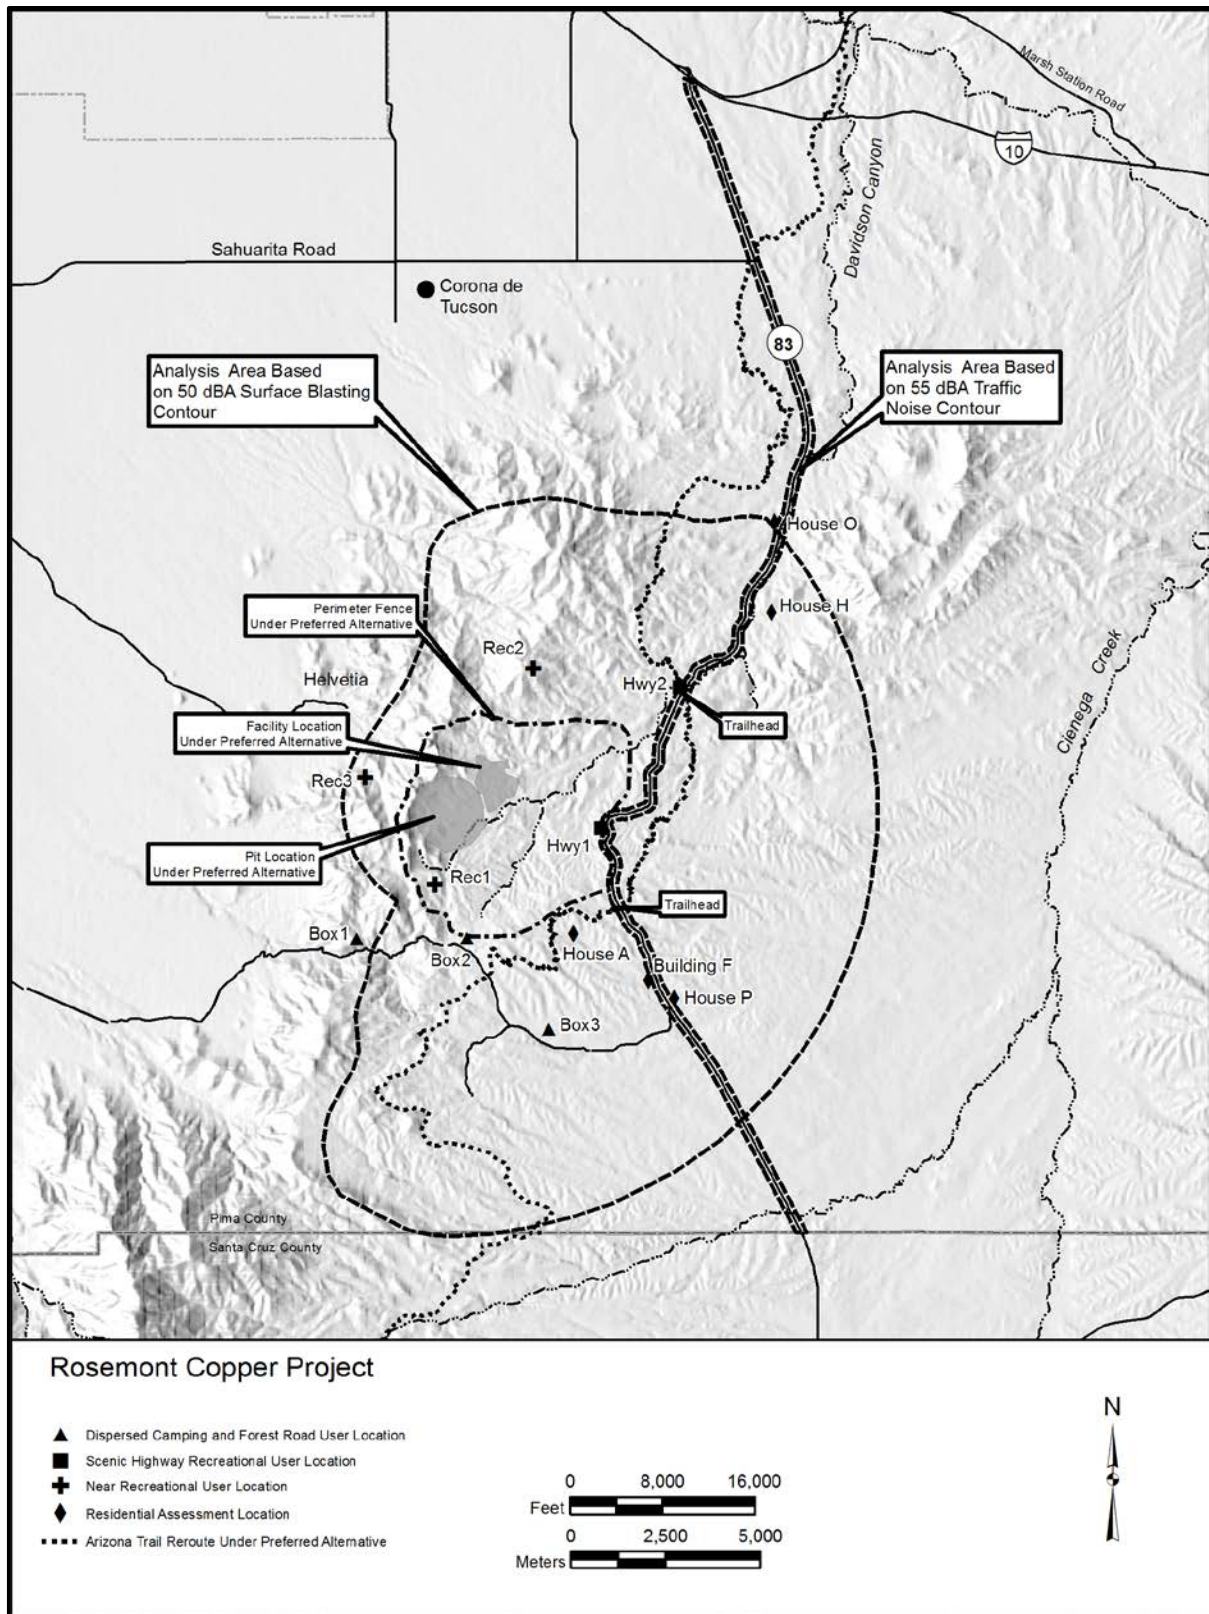 Marsh Station Road
10
Davidson Canyon
Sahuarita Road
Corona de
Tucson
83
Analysis Area Based
on 50 dBA Surface Blasting
Contour
Analysis Area Based
on 55 dBA Traffic
Noise Contour
House O
Perimeter Fence
Under Preferred Alternative
House H
Rec2
Cienega Creek
Helvetia
Hwy2
Facility Location
Under Preferred Alternative
Trailhead
Rec3
Hwy1
Pit Location
Under Preferred Alternative
Rec1
Trailhead
Box1
Box2
House A
Building F
House P
Box3
Pima County
Santa Cruz County
Rosemont Copper Project
N
Dispersed Camping and Forest Road User Location
Scenic Highway Recreational User Location
Near Recreational User Location
Residential Assessment Location
Arizona Trail Reroute Under Preferred Alternative
0 8,000 16,000
Feet
0 2,500 5,000
Meters